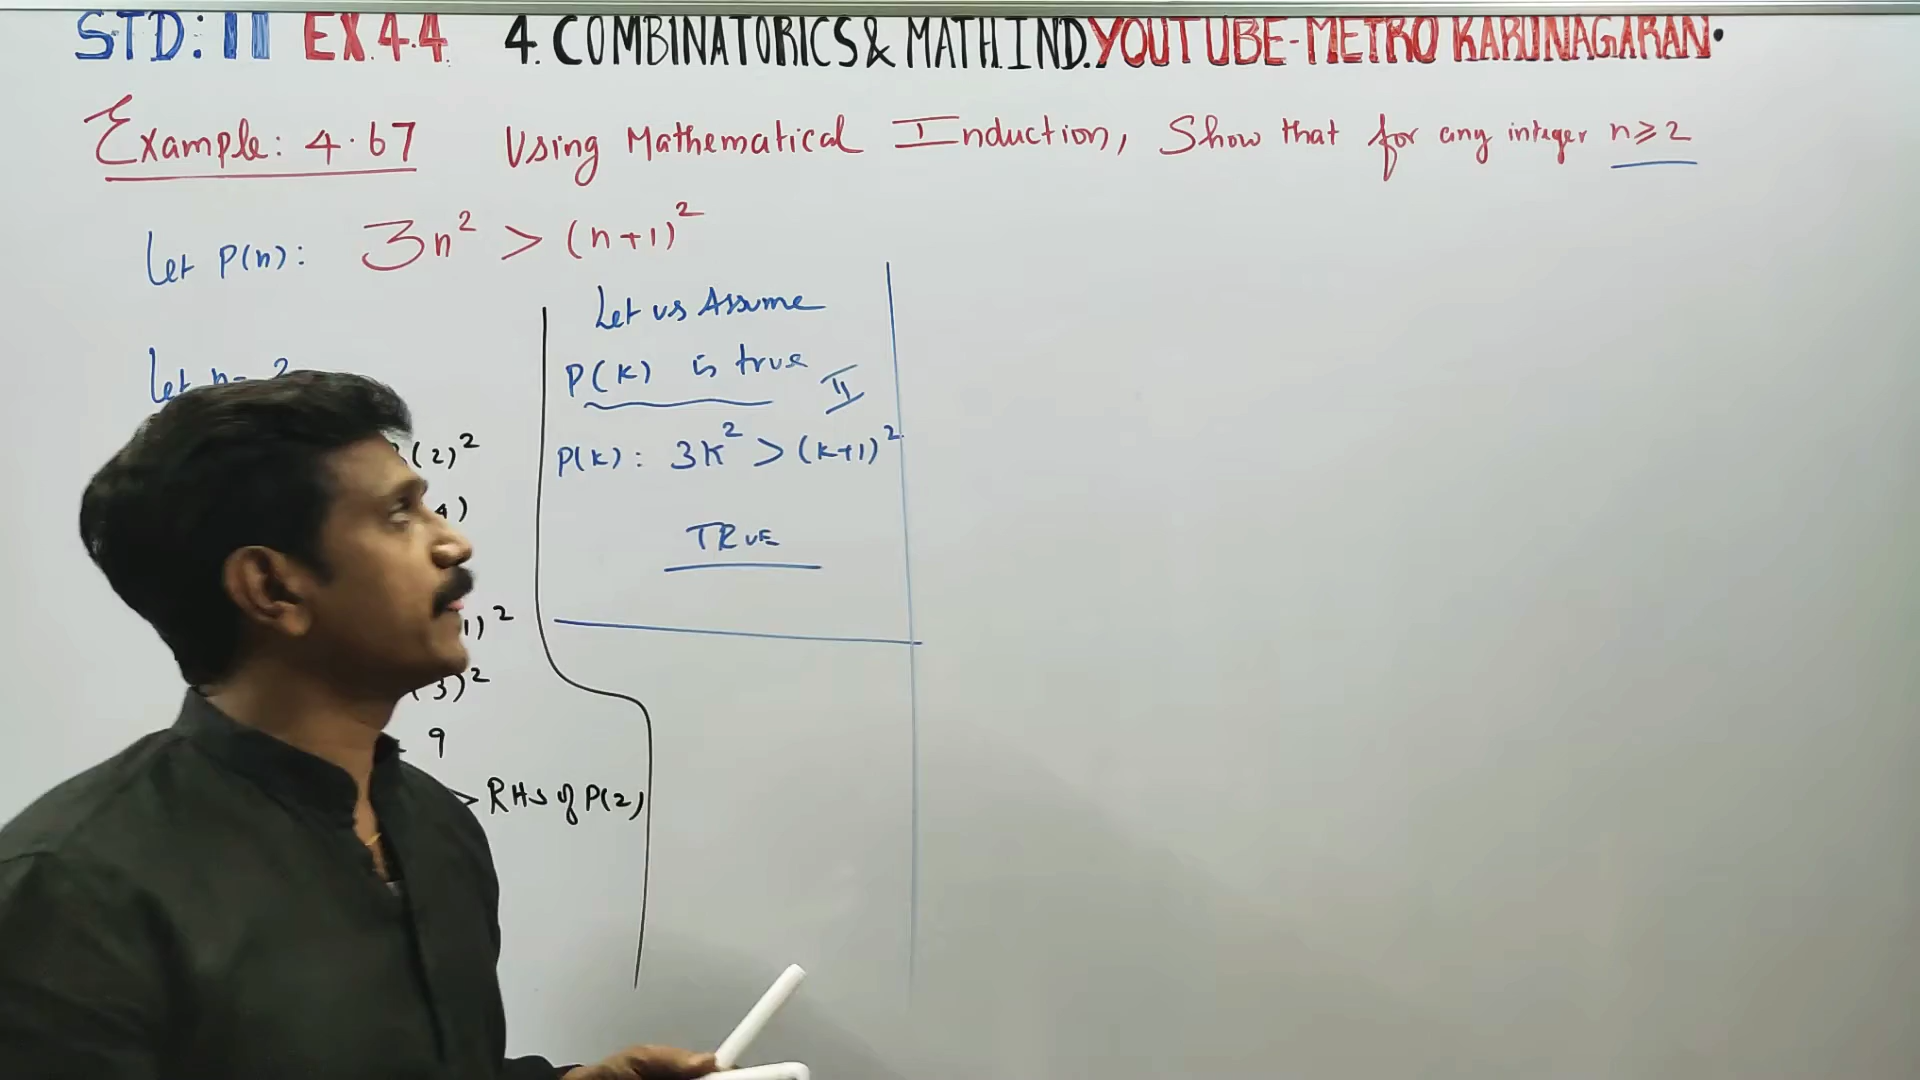 STD: 11 EX.4.4 4. COMBINATORICS & MATH.IND. YOUTUBE-METRO KARUNAGARAN.
Example: 4.67 Using Mathematical Induction, Show that for any integer n ≥ 2
Let P(n): 3n² > (n+1)²
Let us Assume
Let n = 2
P(k) is true II
(2)²
P(k): 3k² > (k+1)²
4)
TRUE
1)²
(3)²
9
> RHS of P(2)